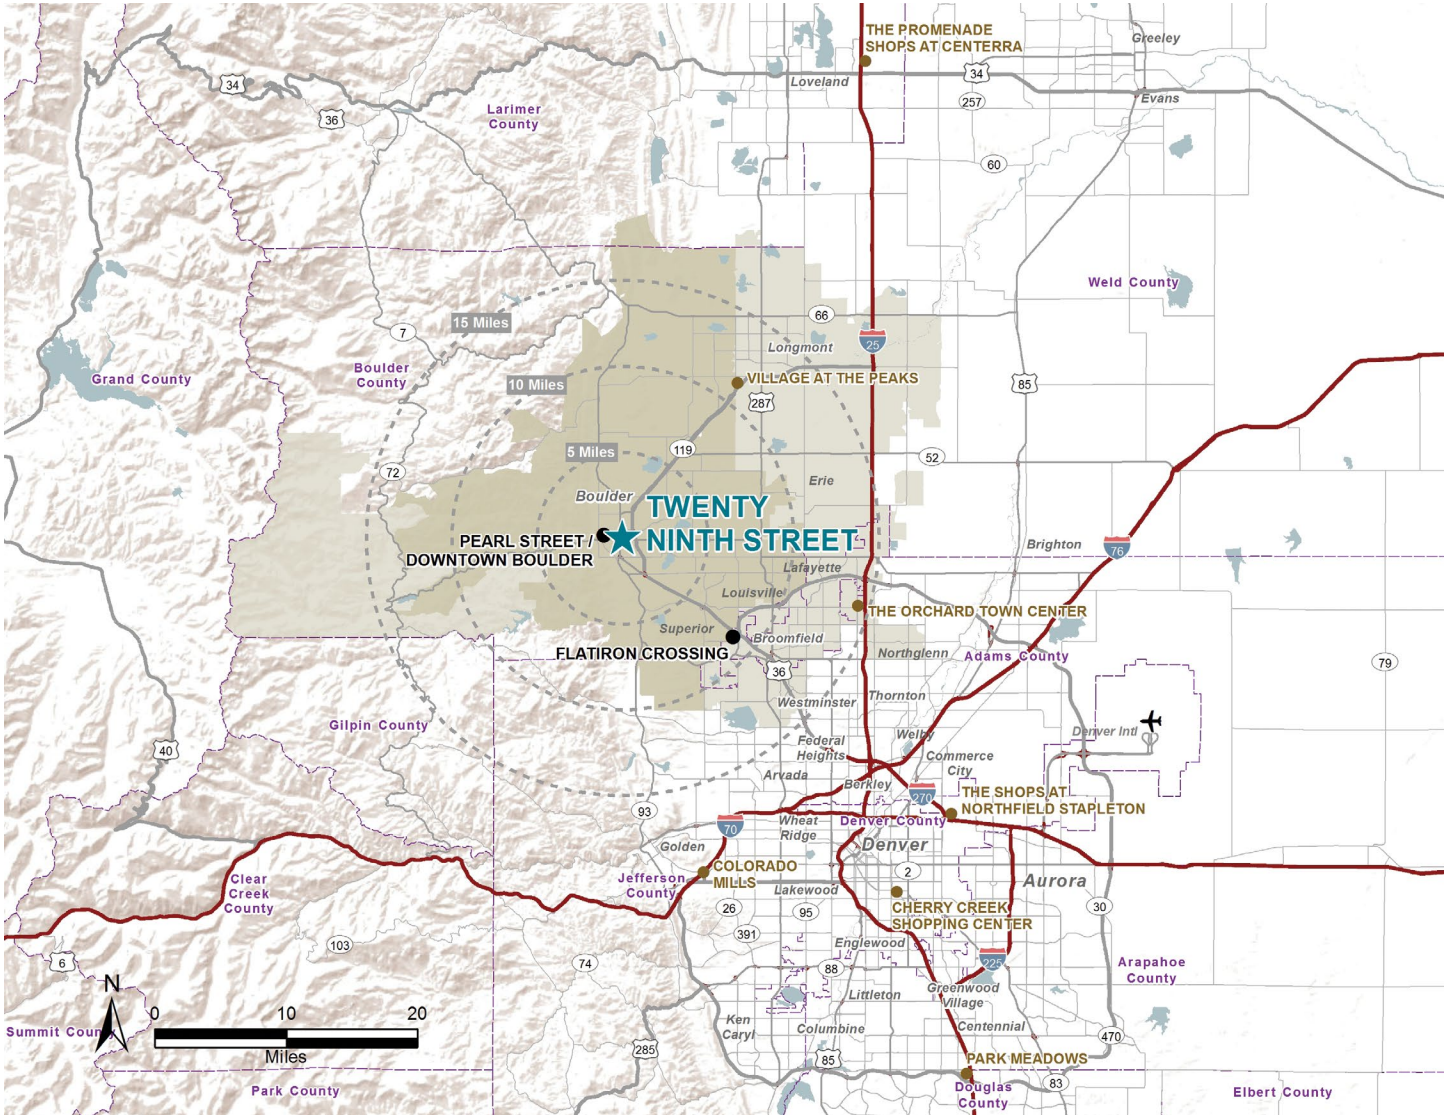 THE PROMENADE
SHOPS AT CENTERRA
Greeley
34
Loveland
34
257
Evans
36
Larimer
County
60
Weld County
15 Miles
66
7
25
Longmont
Grand County
Boulder
County
10 Miles
VILLAGE AT THE PEAKS
85
287
5 Miles
119
52
72
Erie
Boulder
TWENTY
NINTH STREET
PEARL STREET /
DOWNTOWN BOULDER
Brighton
76
Lafayette
Louisville
THE ORCHARD TOWN CENTER
Superior
Broomfield
FLATIRON CROSSING
Northglenn
Adams County
79
36
Thornton
Westminster
Gilpin County
Denver Intl
Welby
Federal
Heights
40
Commerce
City
Arvada
Berkley
270
THE SHOPS AT
NORTHFIELD STAPLETON
93
70
Wheat
Ridge
Denver County
Golden
Denver
COLORADO
MILLS
2
Clear
Creek
County
Jefferson
County
Lakewood
Aurora
CHERRY CREEK
SHOPPING CENTER
26
95
30
391
103
Englewood
6
74
88
225
Arapahoe
County
N
Greenwood
Village
Littleton
0
10
20
Ken
Caryl
Columbine
Centennial
Summit County
470
Miles
285
85
PARK MEADOWS
83
Park County
Douglas
County
Elbert County